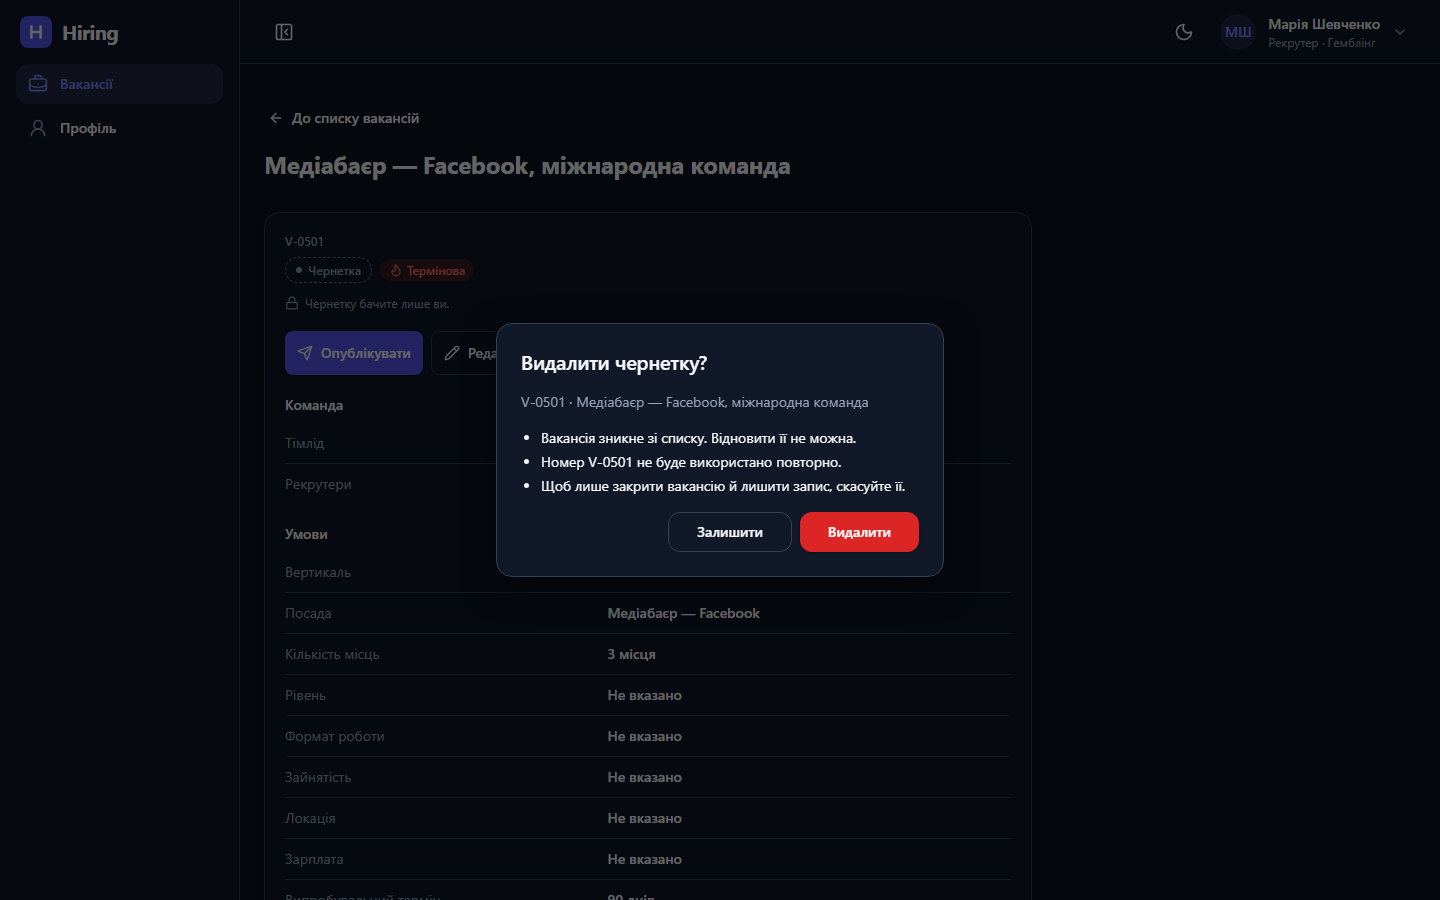 H Hiring
Вакансії
Профіль
МШ
Марія Шевченко
Рекрутер · Гемблінг
До списку вакансій
Медіабаєр — Facebook, міжнародна команда
V-0501
Чернетка
Термінова
Чернетку бачите лише ви.
Опублікувати
Реда
Видалити чернетку?
V-0501 · Медіабаєр — Facebook, міжнародна команда
Вакансія зникне зі списку. Відновити її не можна.
Номер V-0501 не буде використано повторно.
Щоб лише закрити вакансію й лишити запис, скасуйте її.
Залишити
Видалити
Команда
Тімлід
Рекрутери
Умови
Вертикаль
Посада Медіабаєр — Facebook
Кількість місць 3 місця
Рівень Не вказано
Формат роботи Не вказано
Зайнятість Не вказано
Локація Не вказано
Зарплата Не вказано
Випробувальний термін 90 днів